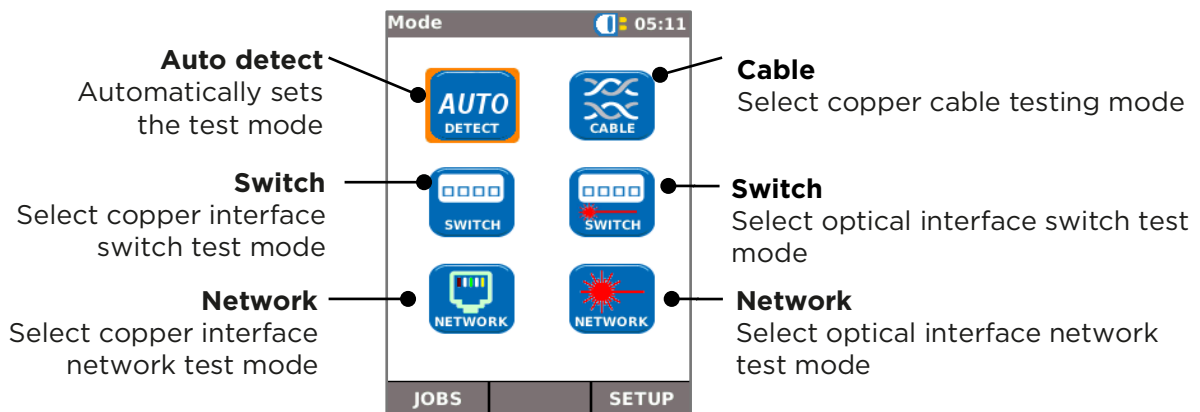 Mode 05:11
Auto detect
Automatically sets
the test mode
AUTO
DETECT
CABLE
Cable
Select copper cable testing mode
Switch
Select copper interface
switch test mode
SWITCH
SWITCH
Switch
Select optical interface switch test
mode
Network
Select copper interface
network test mode
NETWORK
NETWORK
Network
Select optical interface network
test mode
JOBS SETUP